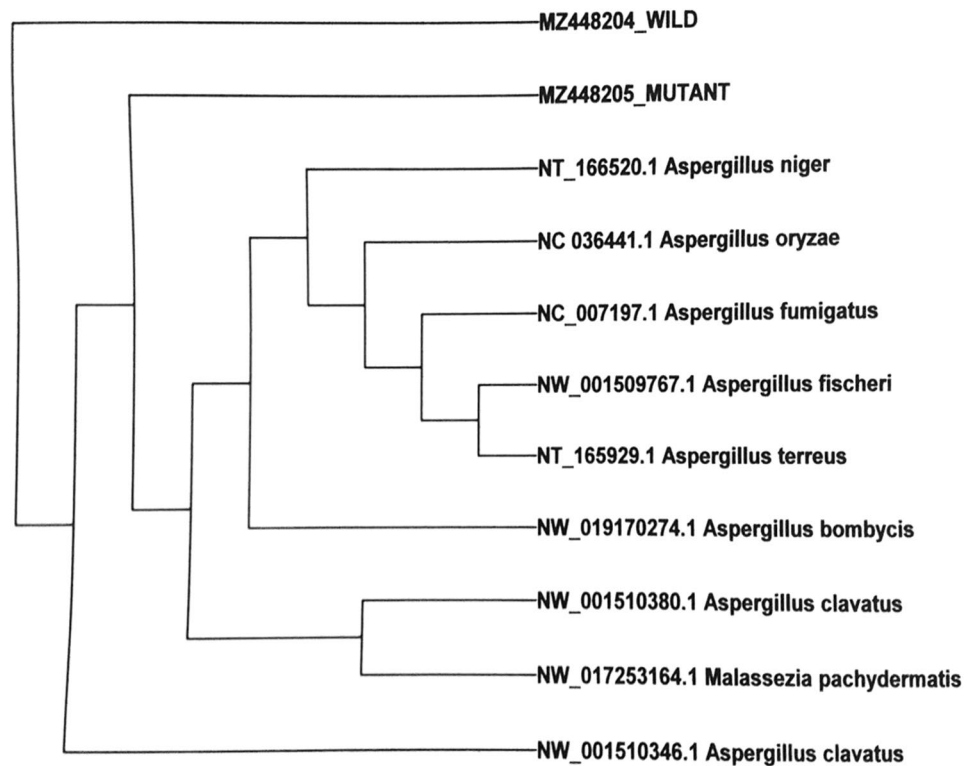 MZ448204_WILD
MZ448205_MUTANT
NT_166520.1 Aspergillus niger
NC 036441.1 Aspergillus oryzae
NC_007197.1 Aspergillus fumigatus
NW_001509767.1 Aspergillus fischeri
NT_165929.1 Aspergillus terreus
NW_019170274.1 Aspergillus bombycis
NW_001510380.1 Aspergillus clavatus
NW_017253164.1 Malassezia pachydermatis
NW_001510346.1 Aspergillus clavatus